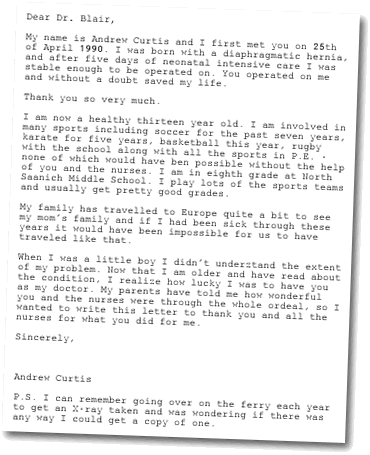 Dear Dr. Blair,
My name is Andrew Curtis and I first met you on 25th
of April 1990. I was born with a diaphragmatic hernia,
and after five days of neonatal intensive care I was
stable enough to be operated on. You operated on me
and without a doubt saved my life.
Thank you so very much.
I am now a healthy thirteen year old. I am involved in
many sports including soccer for the past seven years,
karate for five years, basketball this year, rugby
with the school along with all the sports in P.E. ·
none of which would have ben possible without the help
of you and the nurses. I am in eighth grade at North
Saanich Middle School. I play lots of the sports teams
and usually get pretty good grades.
My family has travelled to Europe quite a bit to see
my mom's family and if I had been sick through these
years it would have been impossible for us to have
traveled like that.
When I was a little boy I didn't understand the extent
of my problem. Now that I am older and have read about
the condition, I realize how lucky I was to have you
as my doctor. My parents have told me how wonderful
you and the nurses were through the whole ordeal, so I
wanted to write this letter to thank you and all the
nurses for what you did for me.
Sincerely,
Andrew Curtis
P.S. I can remember going over on the ferry each year
to get an X·ray taken and was wondering if there was
any way I could get a copy of one.